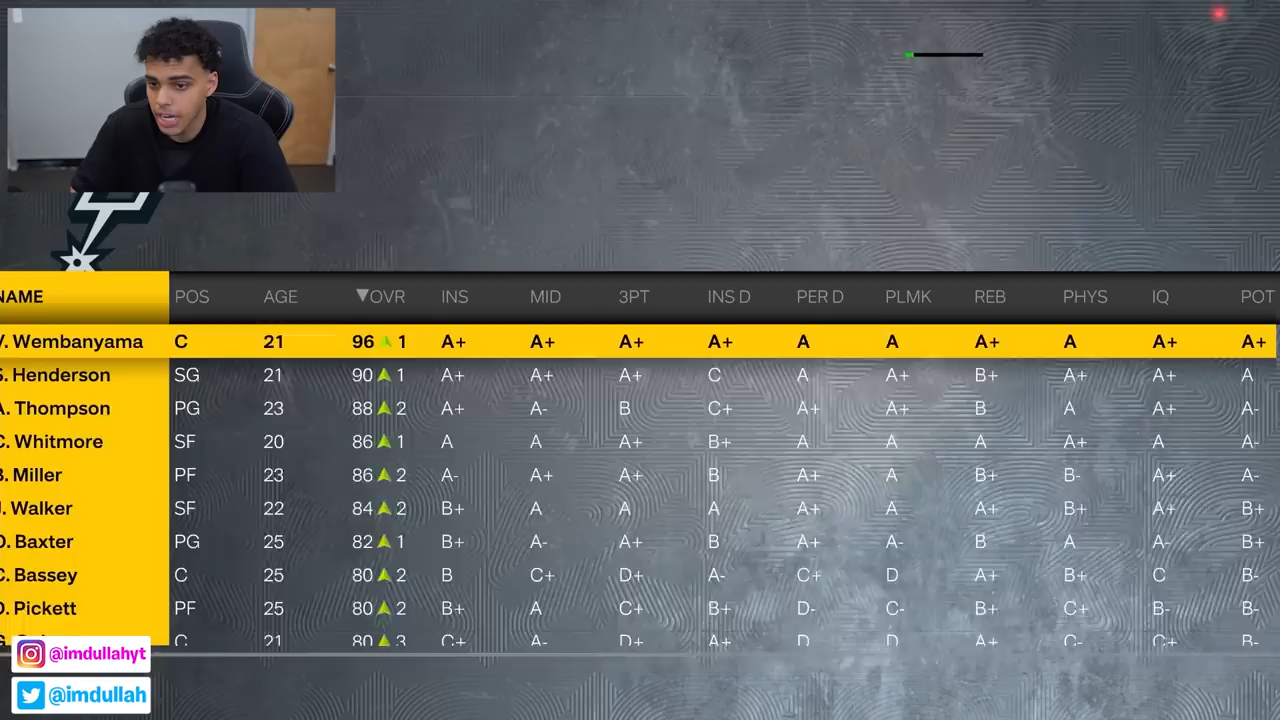 NAME POS AGE ▼OVR INS MID 3PT INS D PER D PLMK REB PHYS IQ POT
V. Wembanyama C 21 96 1 A+ A+ A+ A+ A A A+ A A+ A+
S. Henderson SG 21 90 1 A+ A+ A+ C A A+ B+ A+ A+ A
A. Thompson PG 23 88 2 A+ A- B C+ A+ A+ B A A+ A-
C. Whitmore SF 20 86 1 A A A+ B+ A A A A+ A A-
B. Miller PF 23 86 2 A- A+ A+ B A+ A B+ B- A+ A-
J. Walker SF 22 84 2 B+ A A A A+ A A+ B+ A+ B+
D. Baxter PG 25 82 1 B+ A- A+ B A+ A- B A A- B+
C. Bassey C 25 80 2 B C+ D+ A- C+ D A+ B+ C B-
D. Pickett PF 25 80 2 B+ A C+ B+ D- C- B+ C+ B- B-
C 21 80 3 C+ A- D+ A+ D D A+ C- C+ B-
@imdullahyt
@imdullah